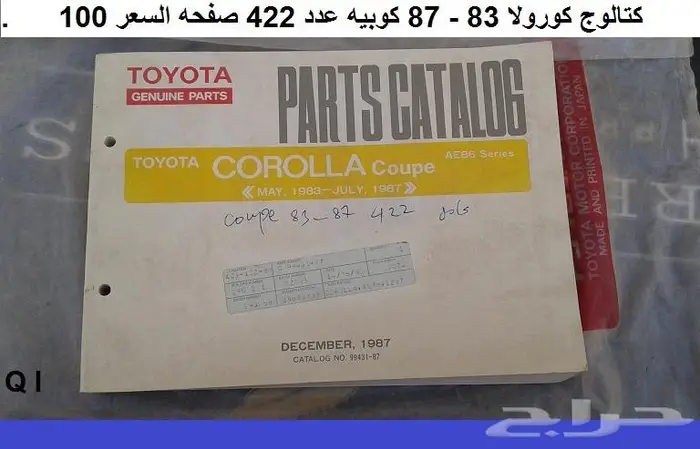 كتالوج كورولا 83 - 87 كوبيه عدد 422 صفحه السعر 100 .
TOYOTA
GENUINE PARTS
PARTS CATALOG
TOYOTA COROLLA Coupe AE86 Series
≪ MAY, 1983—JULY, 1987 ≫
coupe 83-87 422
DECEMBER, 1987
CATALOG NO. 99431-87
TOYOTA MOTOR CORPORATION
MADE AND PRINTED IN JAPAN
Q I
حراج